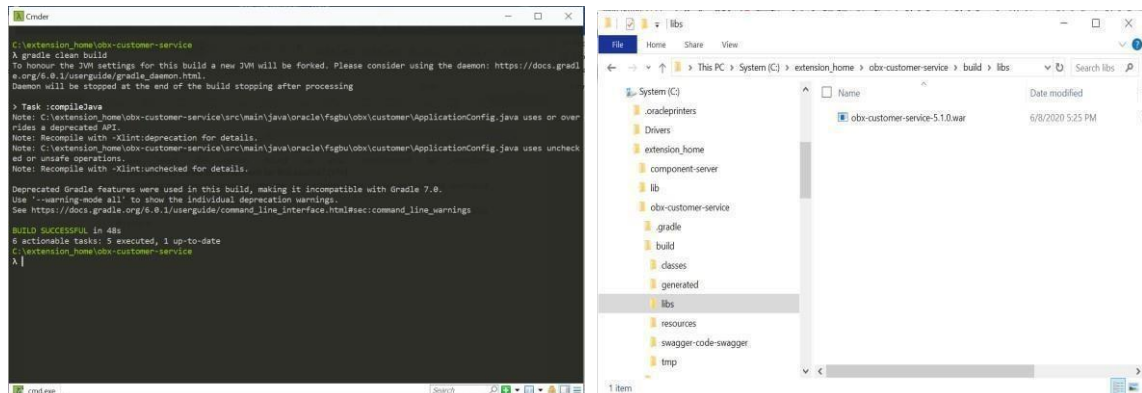 Cmder
C:\extension_home\obx-customer-service
λ gradle clean build
To honour the JVM settings for this build a new JVM will be forked. Please consider using the daemon: https://docs.gradl
e.org/6.0.1/userguide/gradle_daemon.html.
Daemon will be stopped at the end of the build stopping after processing
> Task :compileJava
Note: C:\extension_home\obx-customer-service\src\main\java\oracle\fsgbu\obx\customer\ApplicationConfig.java uses or over
rides a deprecated API.
Note: Recompile with -Xlint:deprecation for details.
Note: C:\extension_home\obx-customer-service\src\main\java\oracle\fsgbu\obx\customer\ApplicationConfig.java uses uncheck
ed or unsafe operations.
Note: Recompile with -Xlint:unchecked for details.
Deprecated Gradle features were used in this build, making it incompatible with Gradle 7.0.
Use '--warning-mode all' to show the individual deprecation warnings.
See https://docs.gradle.org/6.0.1/userguide/command_line_interface.html#sec:command_line_warnings
BUILD SUCCESSFUL in 48s
6 actionable tasks: 5 executed, 1 up-to-date
C:\extension_home\obx-customer-service
λ
cmd.exe
Search
libs
File Home Share View
This PC > System (C:) > extension_home > obx-customer-service > build > libs
Search libs
System (C:)
.oracleprinters
Drivers
extension_home
component-server
lib
obx-customer-service
.gradle
build
classes
generated
libs
resources
swagger-code-swagger
tmp
Name Date modified
obx-customer-service-5.1.0.war 6/8/2020 5:25 PM
1 item